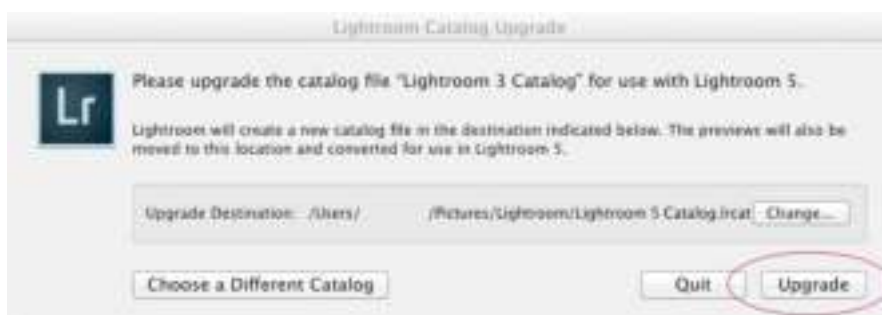 Lightroom Catalog Upgrade
Lr
Please upgrade the catalog file "Lightroom 3 Catalog" for use with Lightroom 5.
Lightroom will create a new catalog file in the destination indicated below. The previews will also be
moved to this location and converted for use in Lightroom 5.
Upgrade Destination: /Users/ /Pictures/Lightroom/Lightroom 5 Catalog.lrcat Change...
Choose a Different Catalog Quit Upgrade